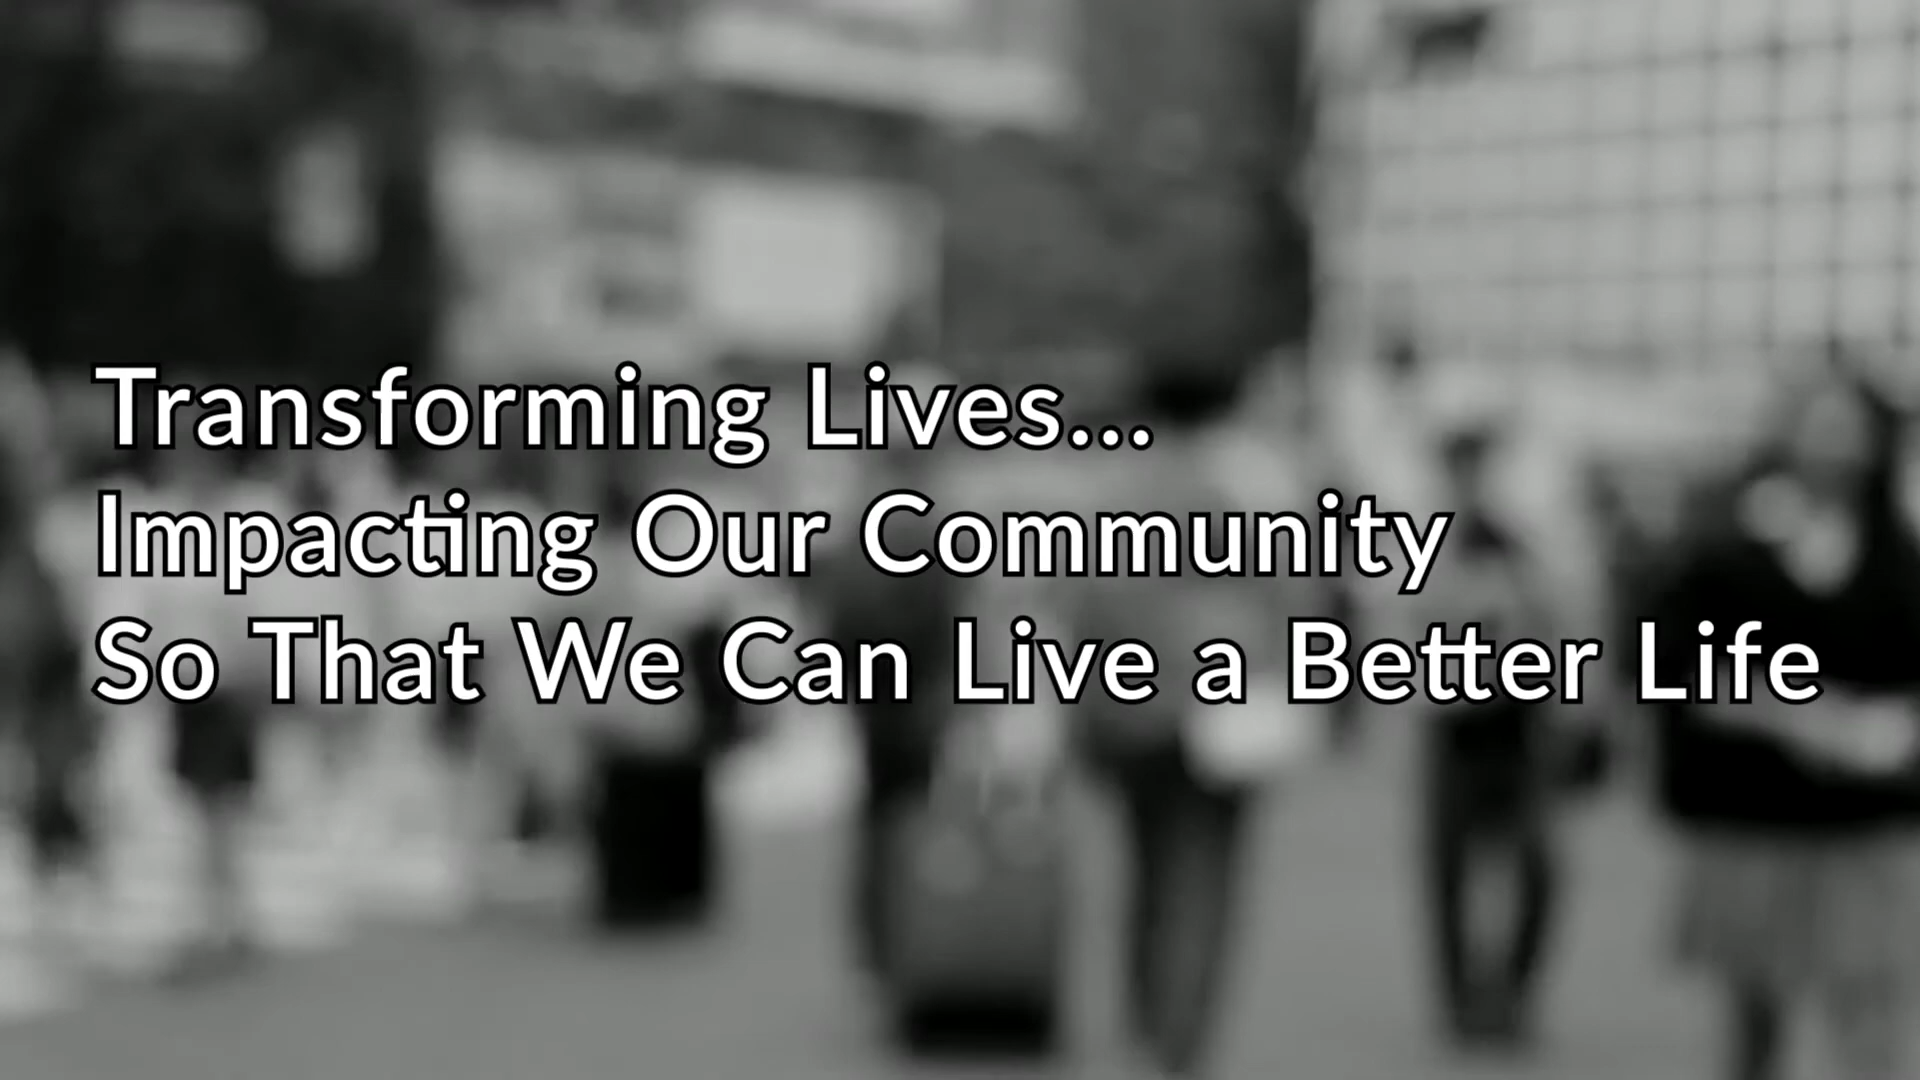 Transforming Lives...
Impacting Our Community
So That We Can Live a Better Life